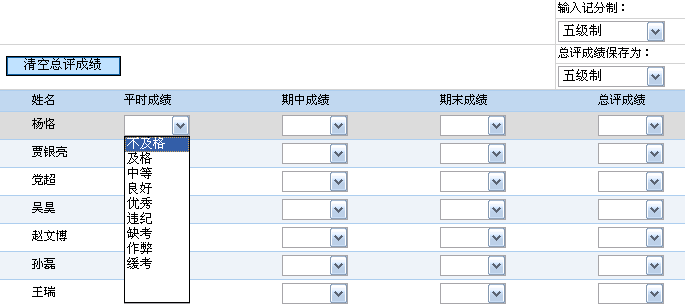 输入记分制：
五级制
总评成绩保存为：
清空总评成绩
五级制
姓名 平时成绩 期中成绩 期末成绩 总评成绩
杨恪
贾银亮
党超
吴昊
赵文博
孙磊
王瑞
不及格
及格
中等
良好
优秀
违纪
缺考
作弊
缓考